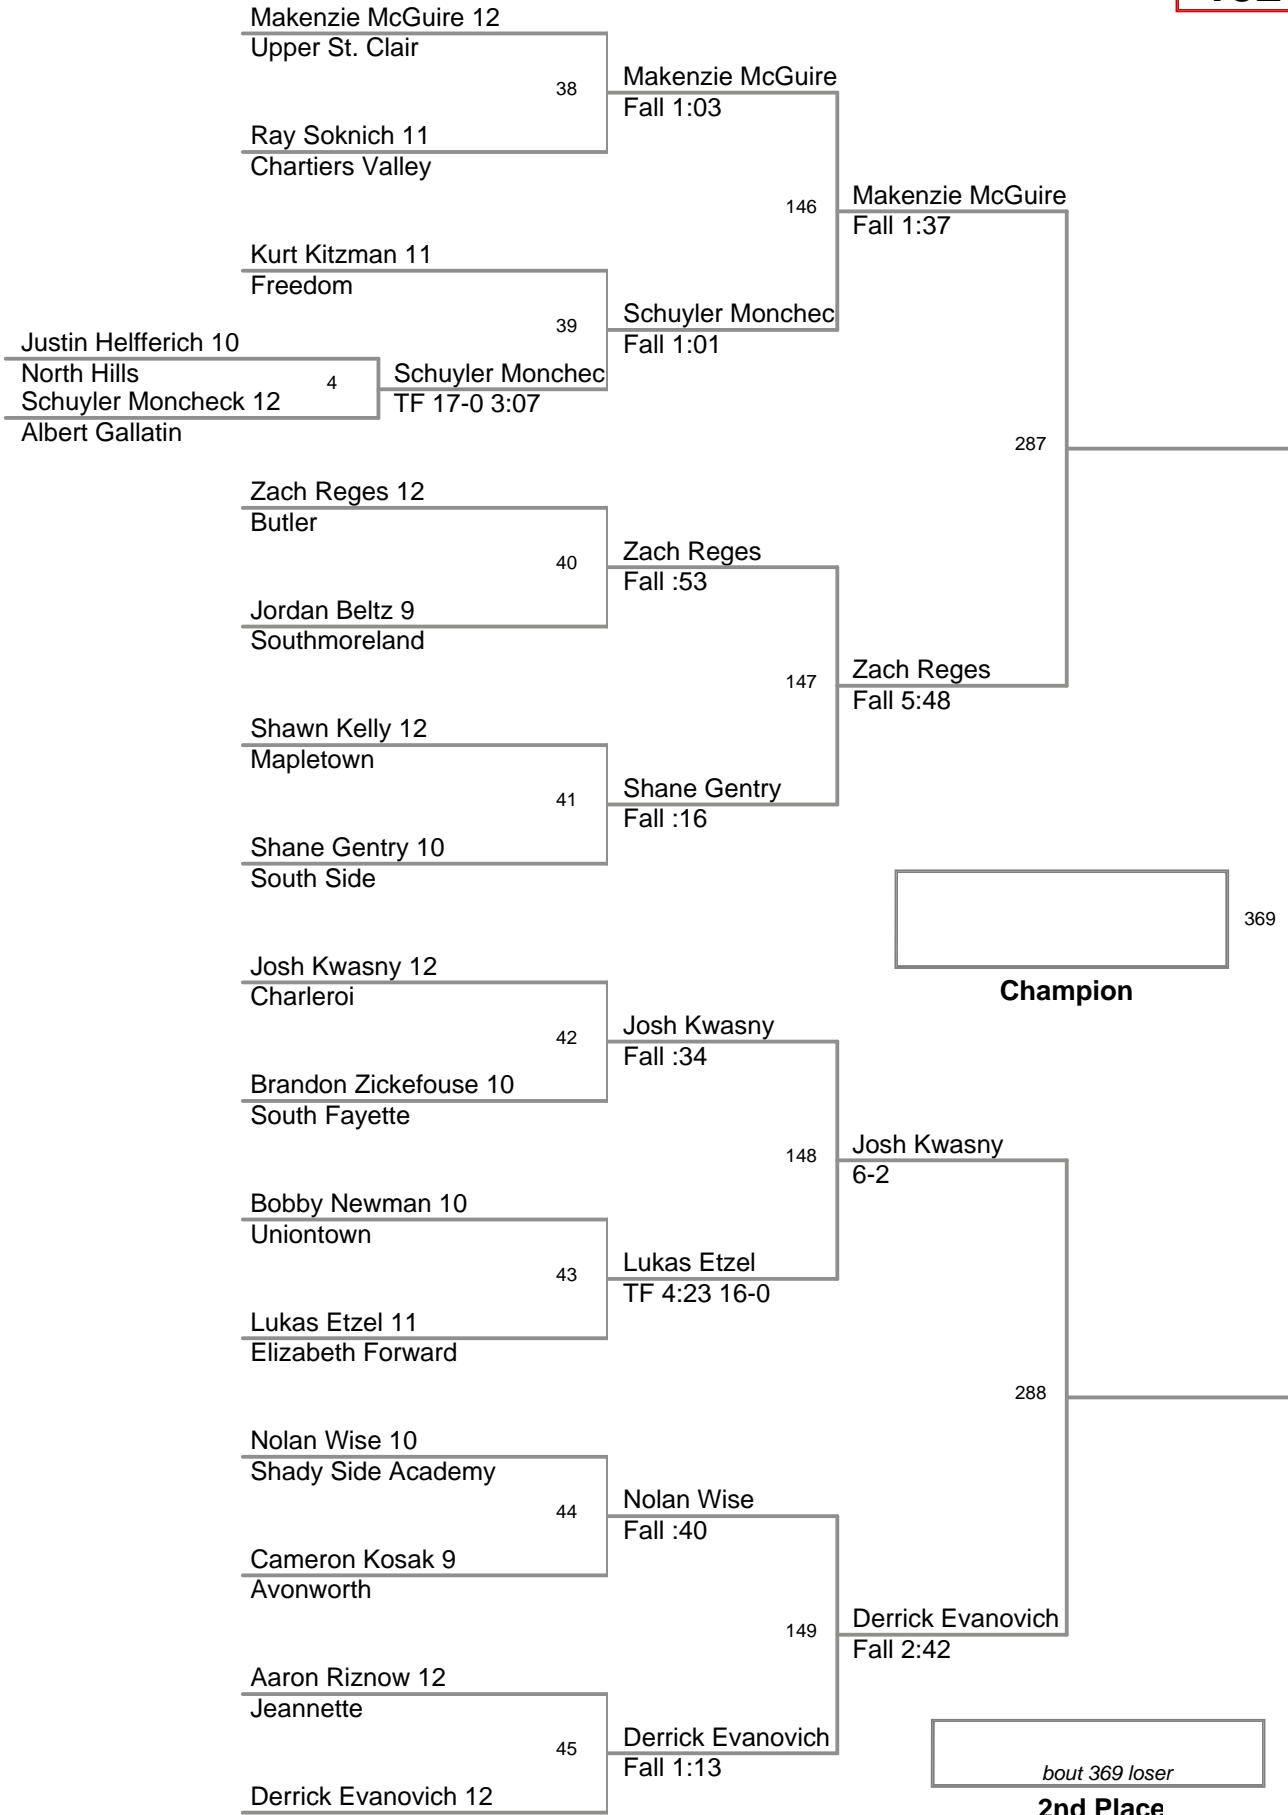 Makenzie McGuire 12
Upper St. Clair
38
Makenzie McGuire
Fall 1:03
Ray Soknich 11
Chartiers Valley
146
Makenzie McGuire
Fall 1:37
Kurt Kitzman 11
Freedom
39
Schuyler Monchec
Fall 1:01
Justin Helfferich 10
North Hills
4
Schuyler Moncheck 12
Albert Gallatin
Schuyler Monchec
TF 17-0 3:07
287
Zach Reges 12
Butler
40
Zach Reges
Fall :53
Jordan Beltz 9
Southmoreland
147
Zach Reges
Fall 5:48
Shawn Kelly 12
Mapletown
41
Shane Gentry
Fall :16
Shane Gentry 10
South Side
369
Champion
Josh Kwasny 12
Charleroi
42
Josh Kwasny
Fall :34
Brandon Zickefouse 10
South Fayette
148
Josh Kwasny
6-2
Bobby Newman 10
Uniontown
43
Lukas Etzel
TF 4:23 16-0
Lukas Etzel 11
Elizabeth Forward
288
Nolan Wise 10
Shady Side Academy
44
Nolan Wise
Fall :40
Cameron Kosak 9
Avonworth
149
Derrick Evanovich
Fall 2:42
Aaron Riznow 12
Jeannette
45
Derrick Evanovich
Fall 1:13
Derrick Evanovich 12
bout 369 loser
2nd Place